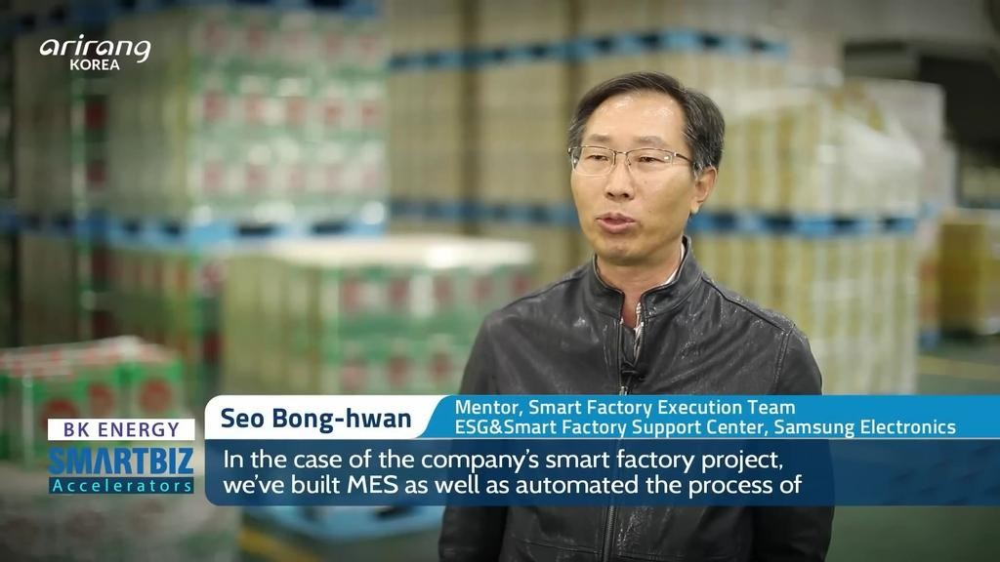 arirang
KOREA
Seo Bong-hwan
Mentor, Smart Factory Execution Team
ESG&Smart Factory Support Center, Samsung Electronics
BK ENERGY
SMARTBIZ
Accelerators
In the case of the company's smart factory project,
we've built MES as well as automated the process of